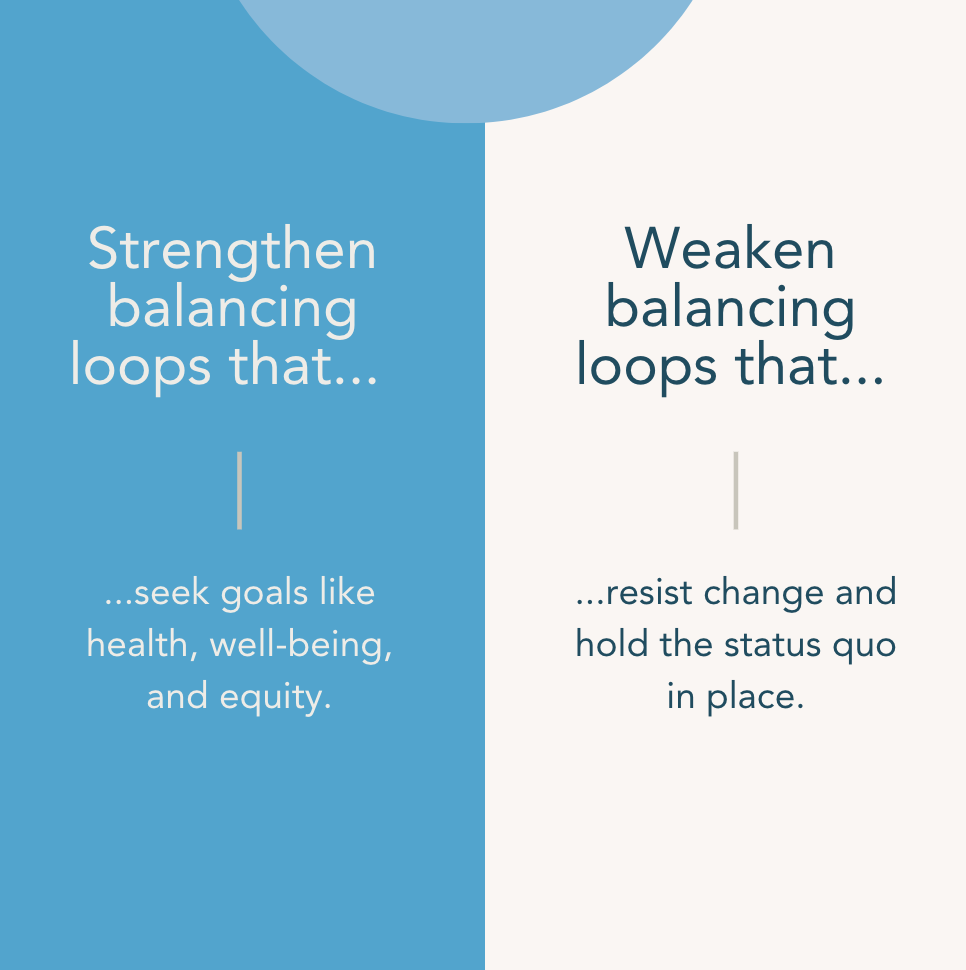 Strengthen
balancing
loops that...
...seek goals like
health, well-being,
and equity.
Weaken
balancing
loops that...
...resist change and
hold the status quo
in place.